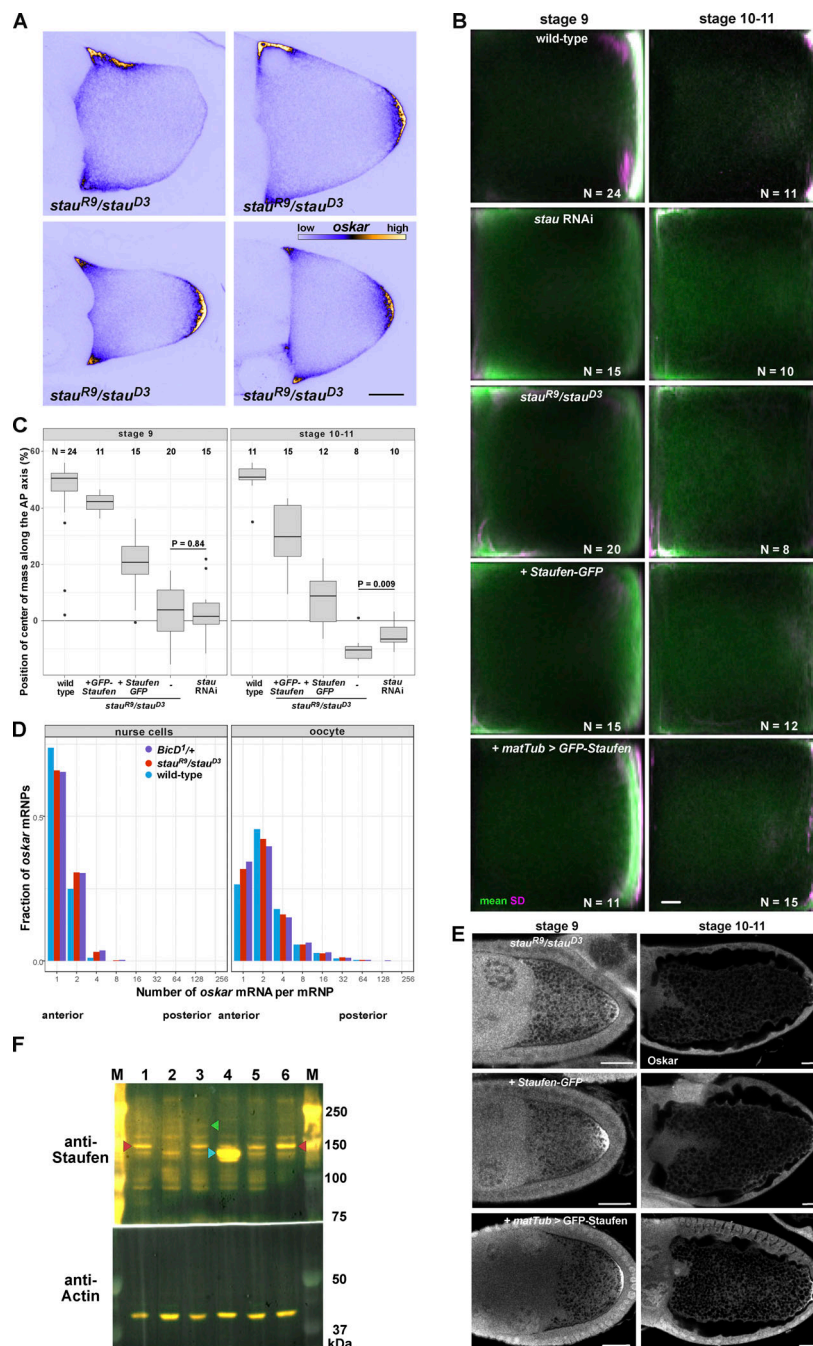 A
stauR9/stauD3
stauR9/stauD3
low oskar high
stauR9/stauD3
stauR9/stauD3
B
stage 9
stage 10-11
wild-type
N = 24
N = 11
stau RNAi
N = 15
N = 10
stauR9/stauD3
N = 20
N = 8
+ Staufen-GFP
N = 15
N = 12
+ matTub > GFP-Staufen
mean SD
N = 11
N = 15
C
stage 9
stage 10-11
N = 24 11 15 20 15
11 15 12 8 10
Position of center of mass along the AP axis (%)
60
40
20
0
P = 0.84
P = 0.009
wild type
+GFP-Staufen
+ Staufen GFP
-
stau RNAi
stauR9/stauD3
wild type
+GFP-Staufen
+ Staufen GFP
-
stau RNAi
stauR9/stauD3
D
nurse cells
oocyte
BicD1/+
stauR9/stauD3
wild-type
Fraction of oskar mRNPs
0.5
0.0
1 2 4 8 16 32 64 128 256
1 2 4 8 16 32 64 128 256
Number of oskar mRNA per mRNP
anterior posterior anterior posterior
E
stage 9
stage 10-11
stauR9/stauD3
Oskar
+ Staufen-GFP
+ matTub > GFP-Staufen
F
M 1 2 3 4 5 6 M
anti-Staufen
250
150
100
75
anti-Actin
50
37
kDa